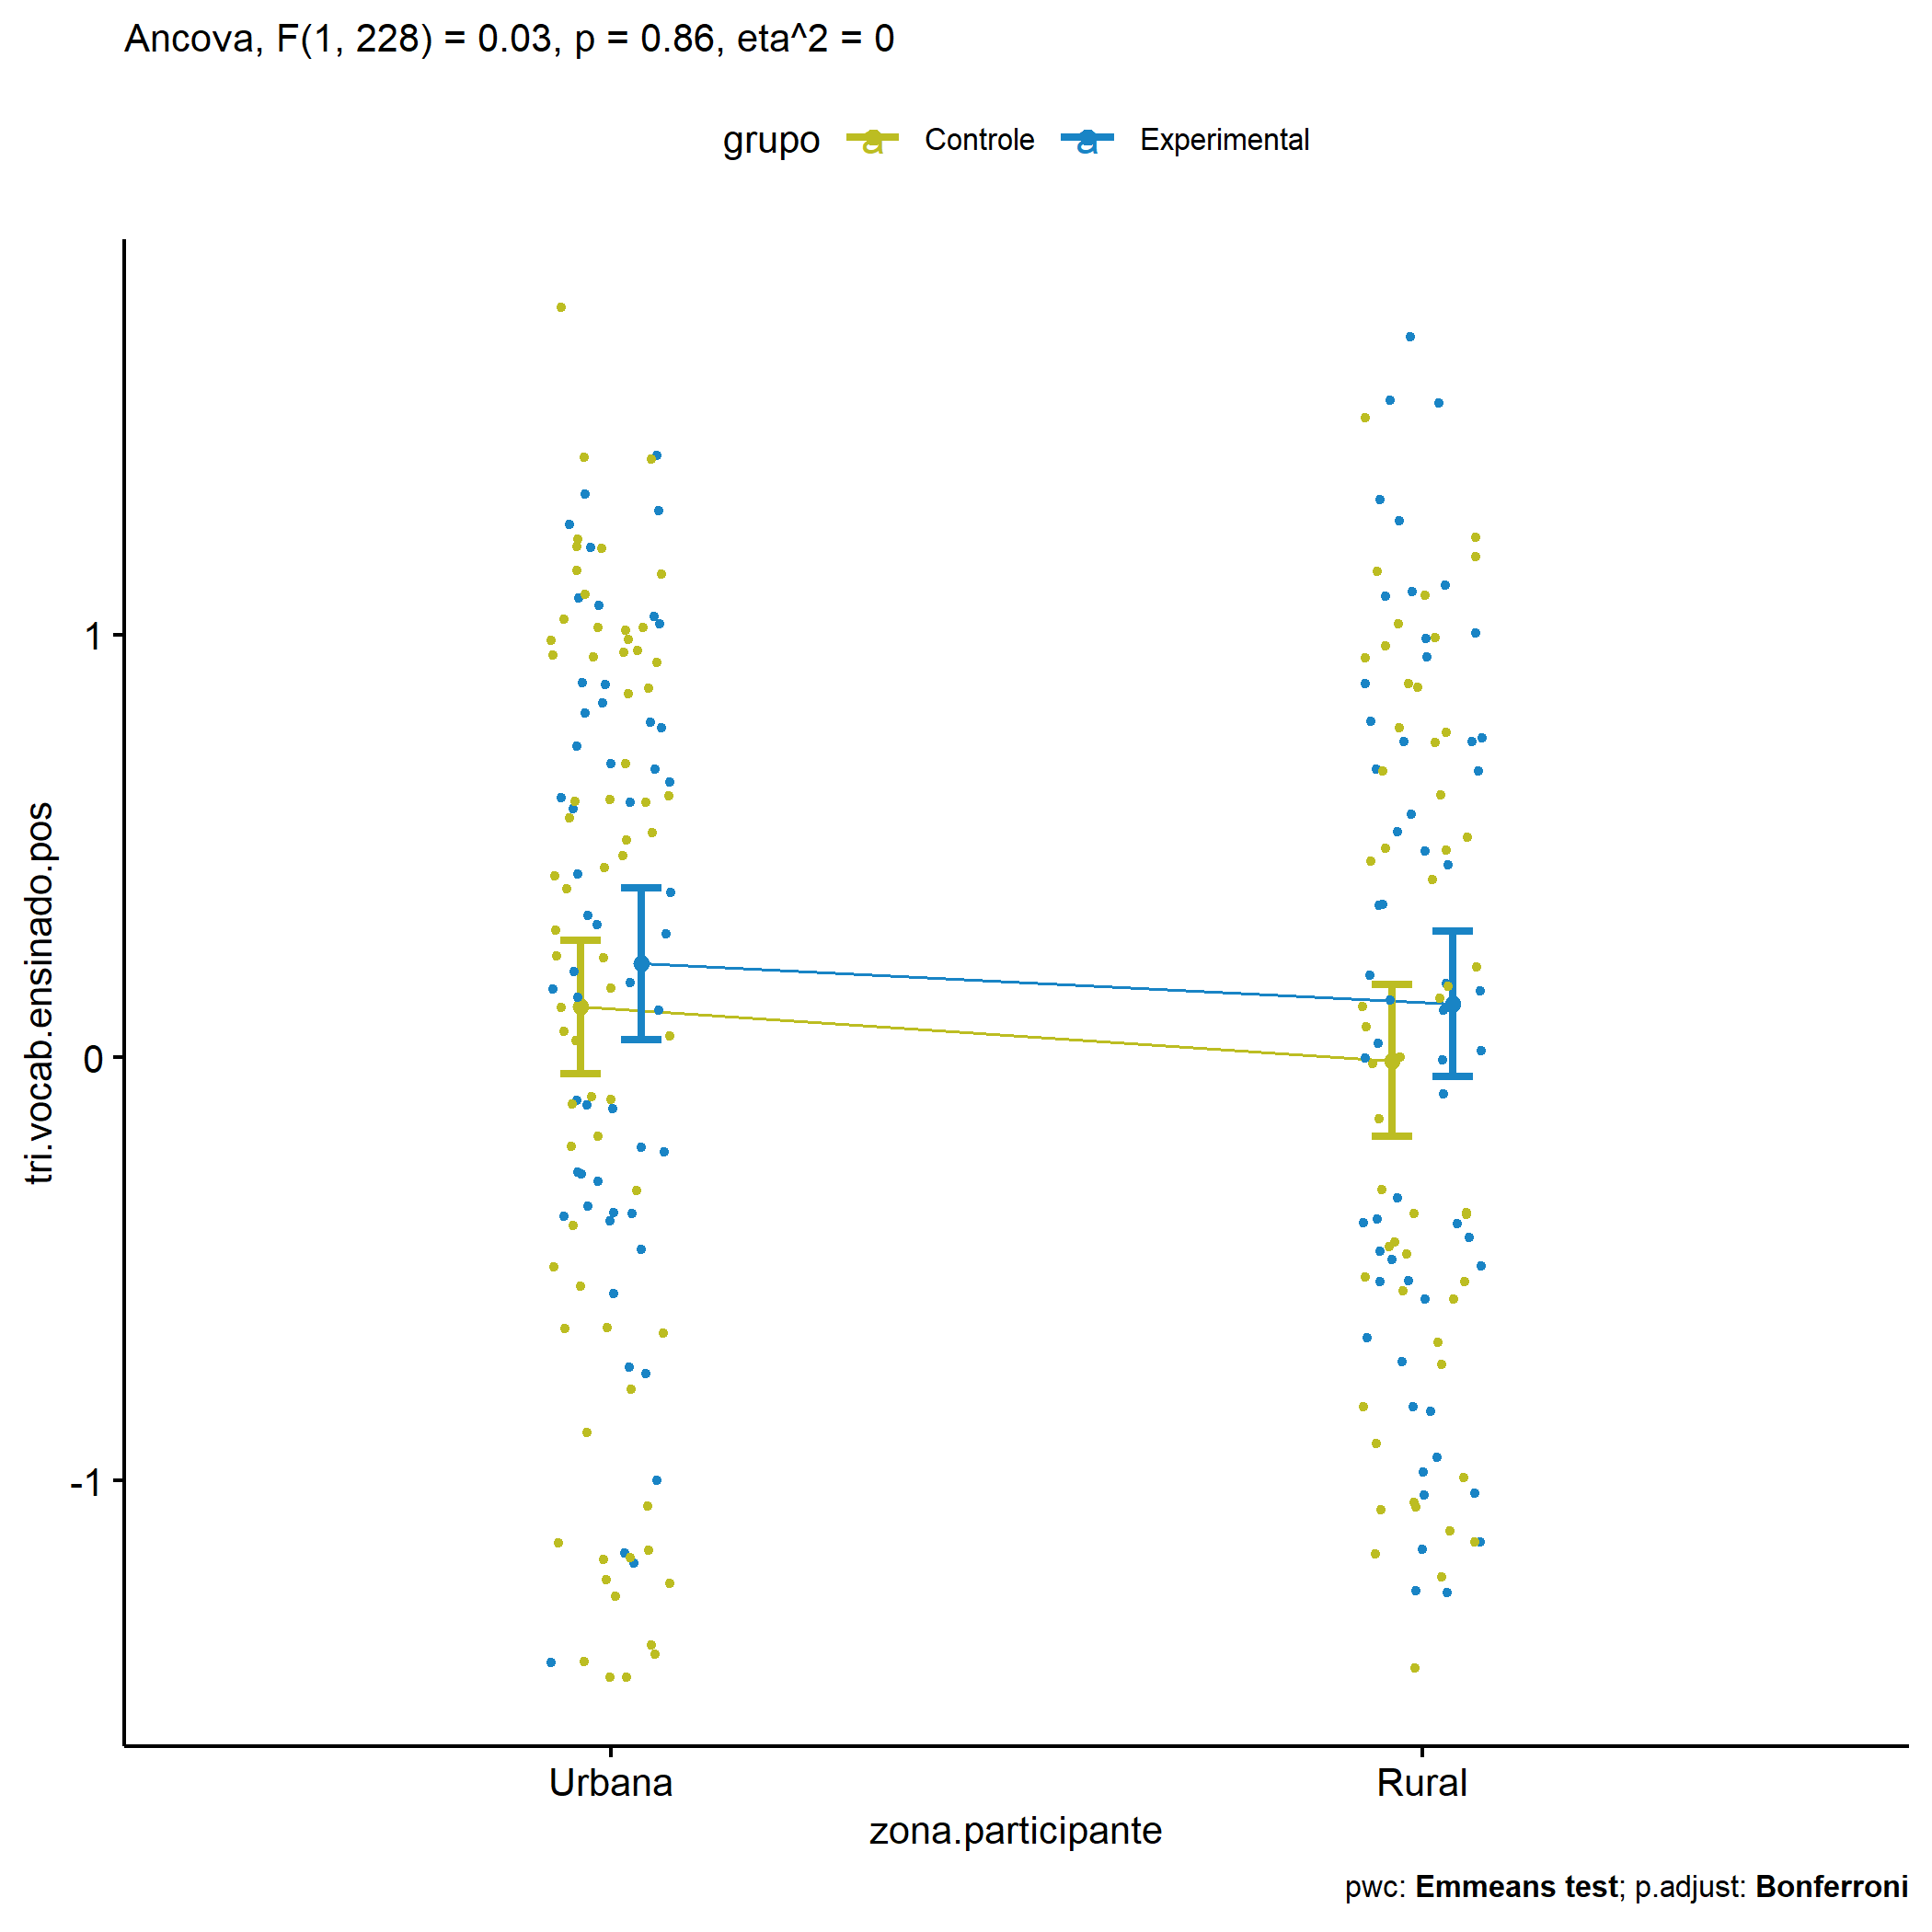 Ancova, F(1, 228) = 0.03, p = 0.86, eta^2 = 0
grupo a Controle a Experimental
tri.vocab.ensinado.pos
1
0
-1
Urbana Rural
zona.participante
pwc: Emmeans test; p.adjust: Bonferroni